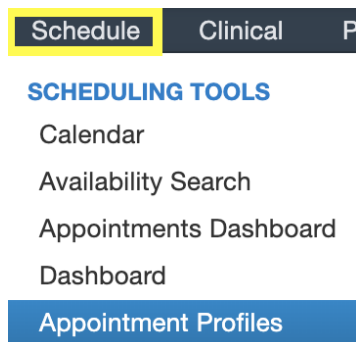 Schedule Clinical P
SCHEDULING TOOLS
Calendar
Availability Search
Appointments Dashboard
Dashboard
Appointment Profiles